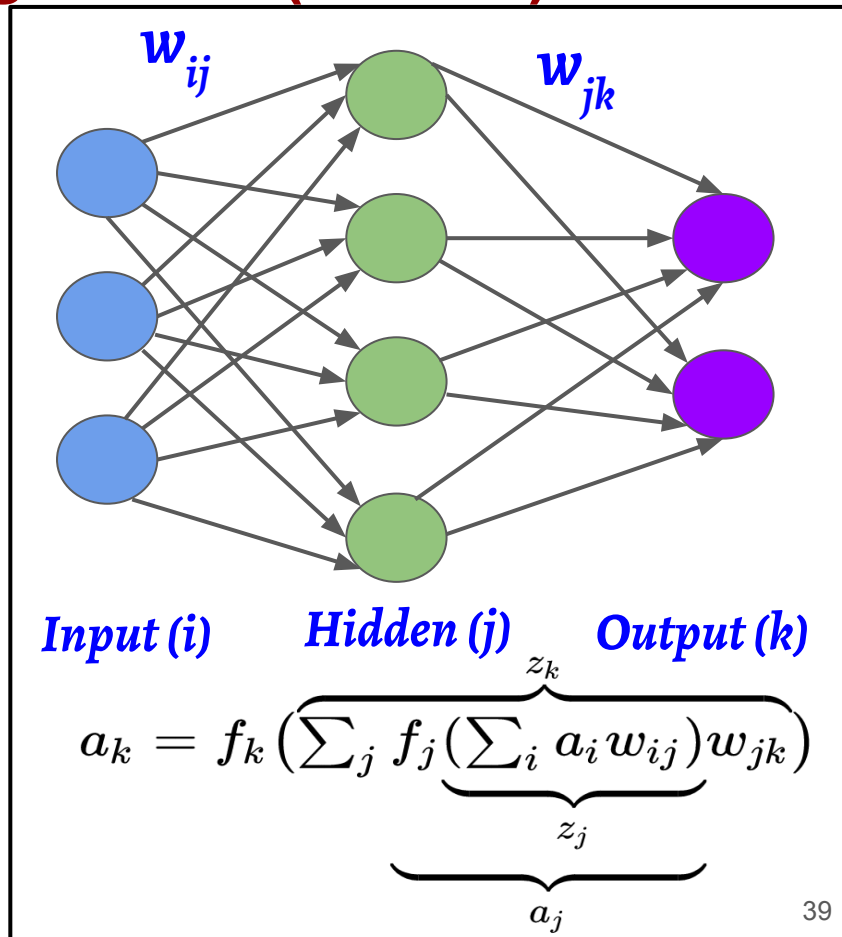 w_ij w_jk
Input (i) Hidden (j) Output (k)
z_k
a_k = f_k(∑_j f_j(∑_i a_i w_ij)w_jk)
z_j
a_j
39